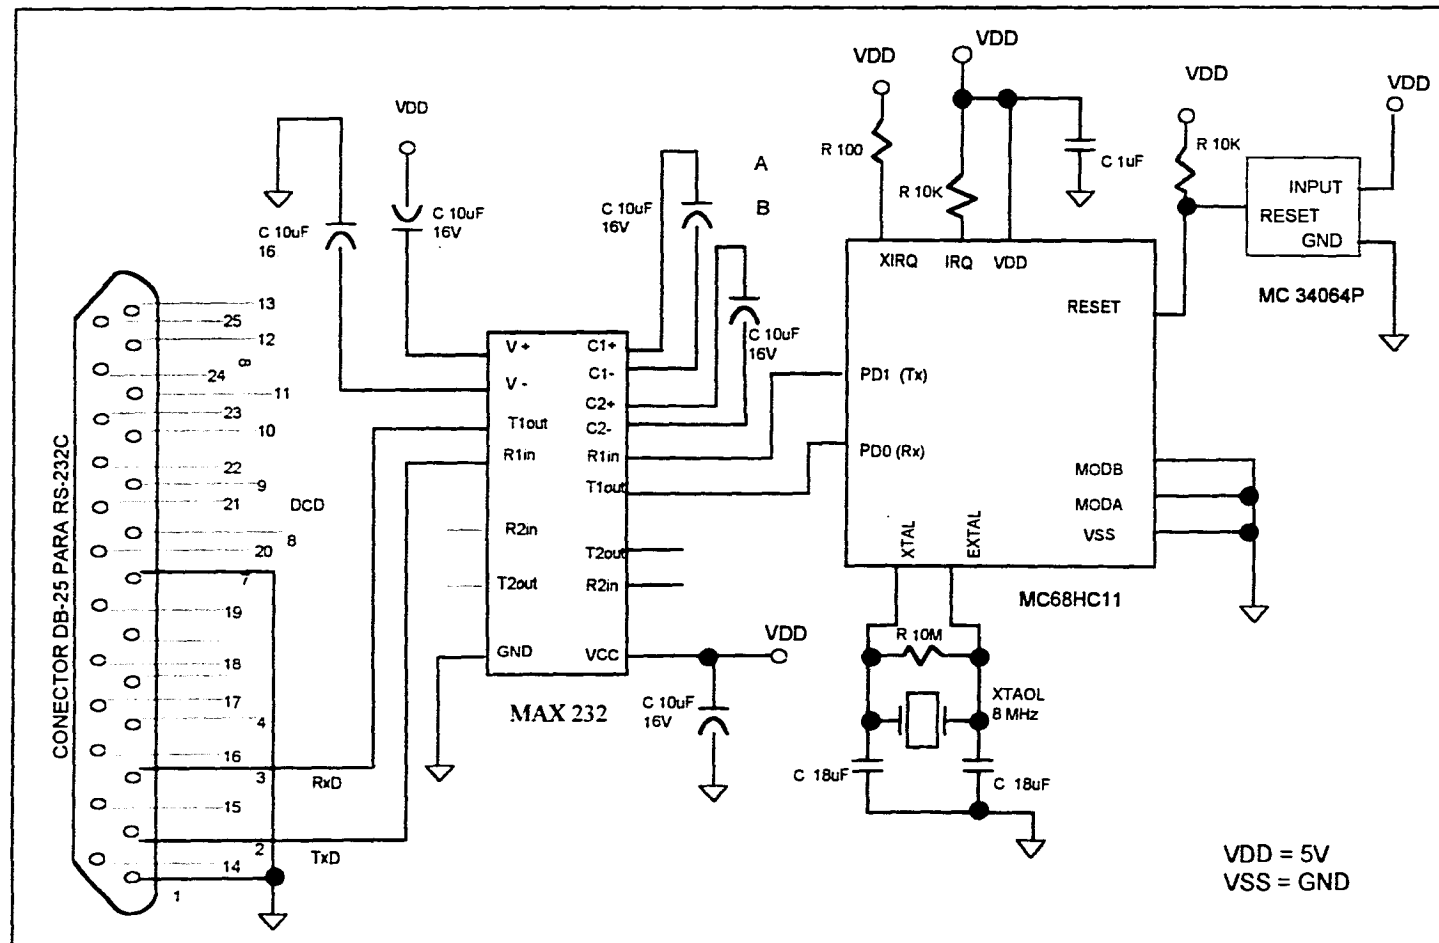 VDD
VDD
VDD
VDD
VDD
R 100
R 10K
C 1uF
R 10K
A
B
C 10uF
16
C 10uF
16V
C 10uF
16V
C 10uF
16V
INPUT
RESET
GND
MC 34064P
XIRQ
IRQ
VDD
RESET
PD1 (Tx)
PD0 (Rx)
MODB
MODA
VSS
XTAL
EXTAL
MC68HC11
V +
V -
T1out
R1in
R2in
T2out
GND
C1+
C1-
C2+
C2-
R1in
T1out
T2out
R2in
VCC
MAX 232
VDD
C 10uF
16V
R 10M
XTAOL
8 MHz
C 18uF
C 18uF
CONECTOR DB-25 PARA RS-232C
13
25
12
8
24
11
23
10
22
9
21
DCD
8
20
7
19
18
17
4
16
3
RxD
15
2
TxD
14
1
VDD = 5V
VSS = GND